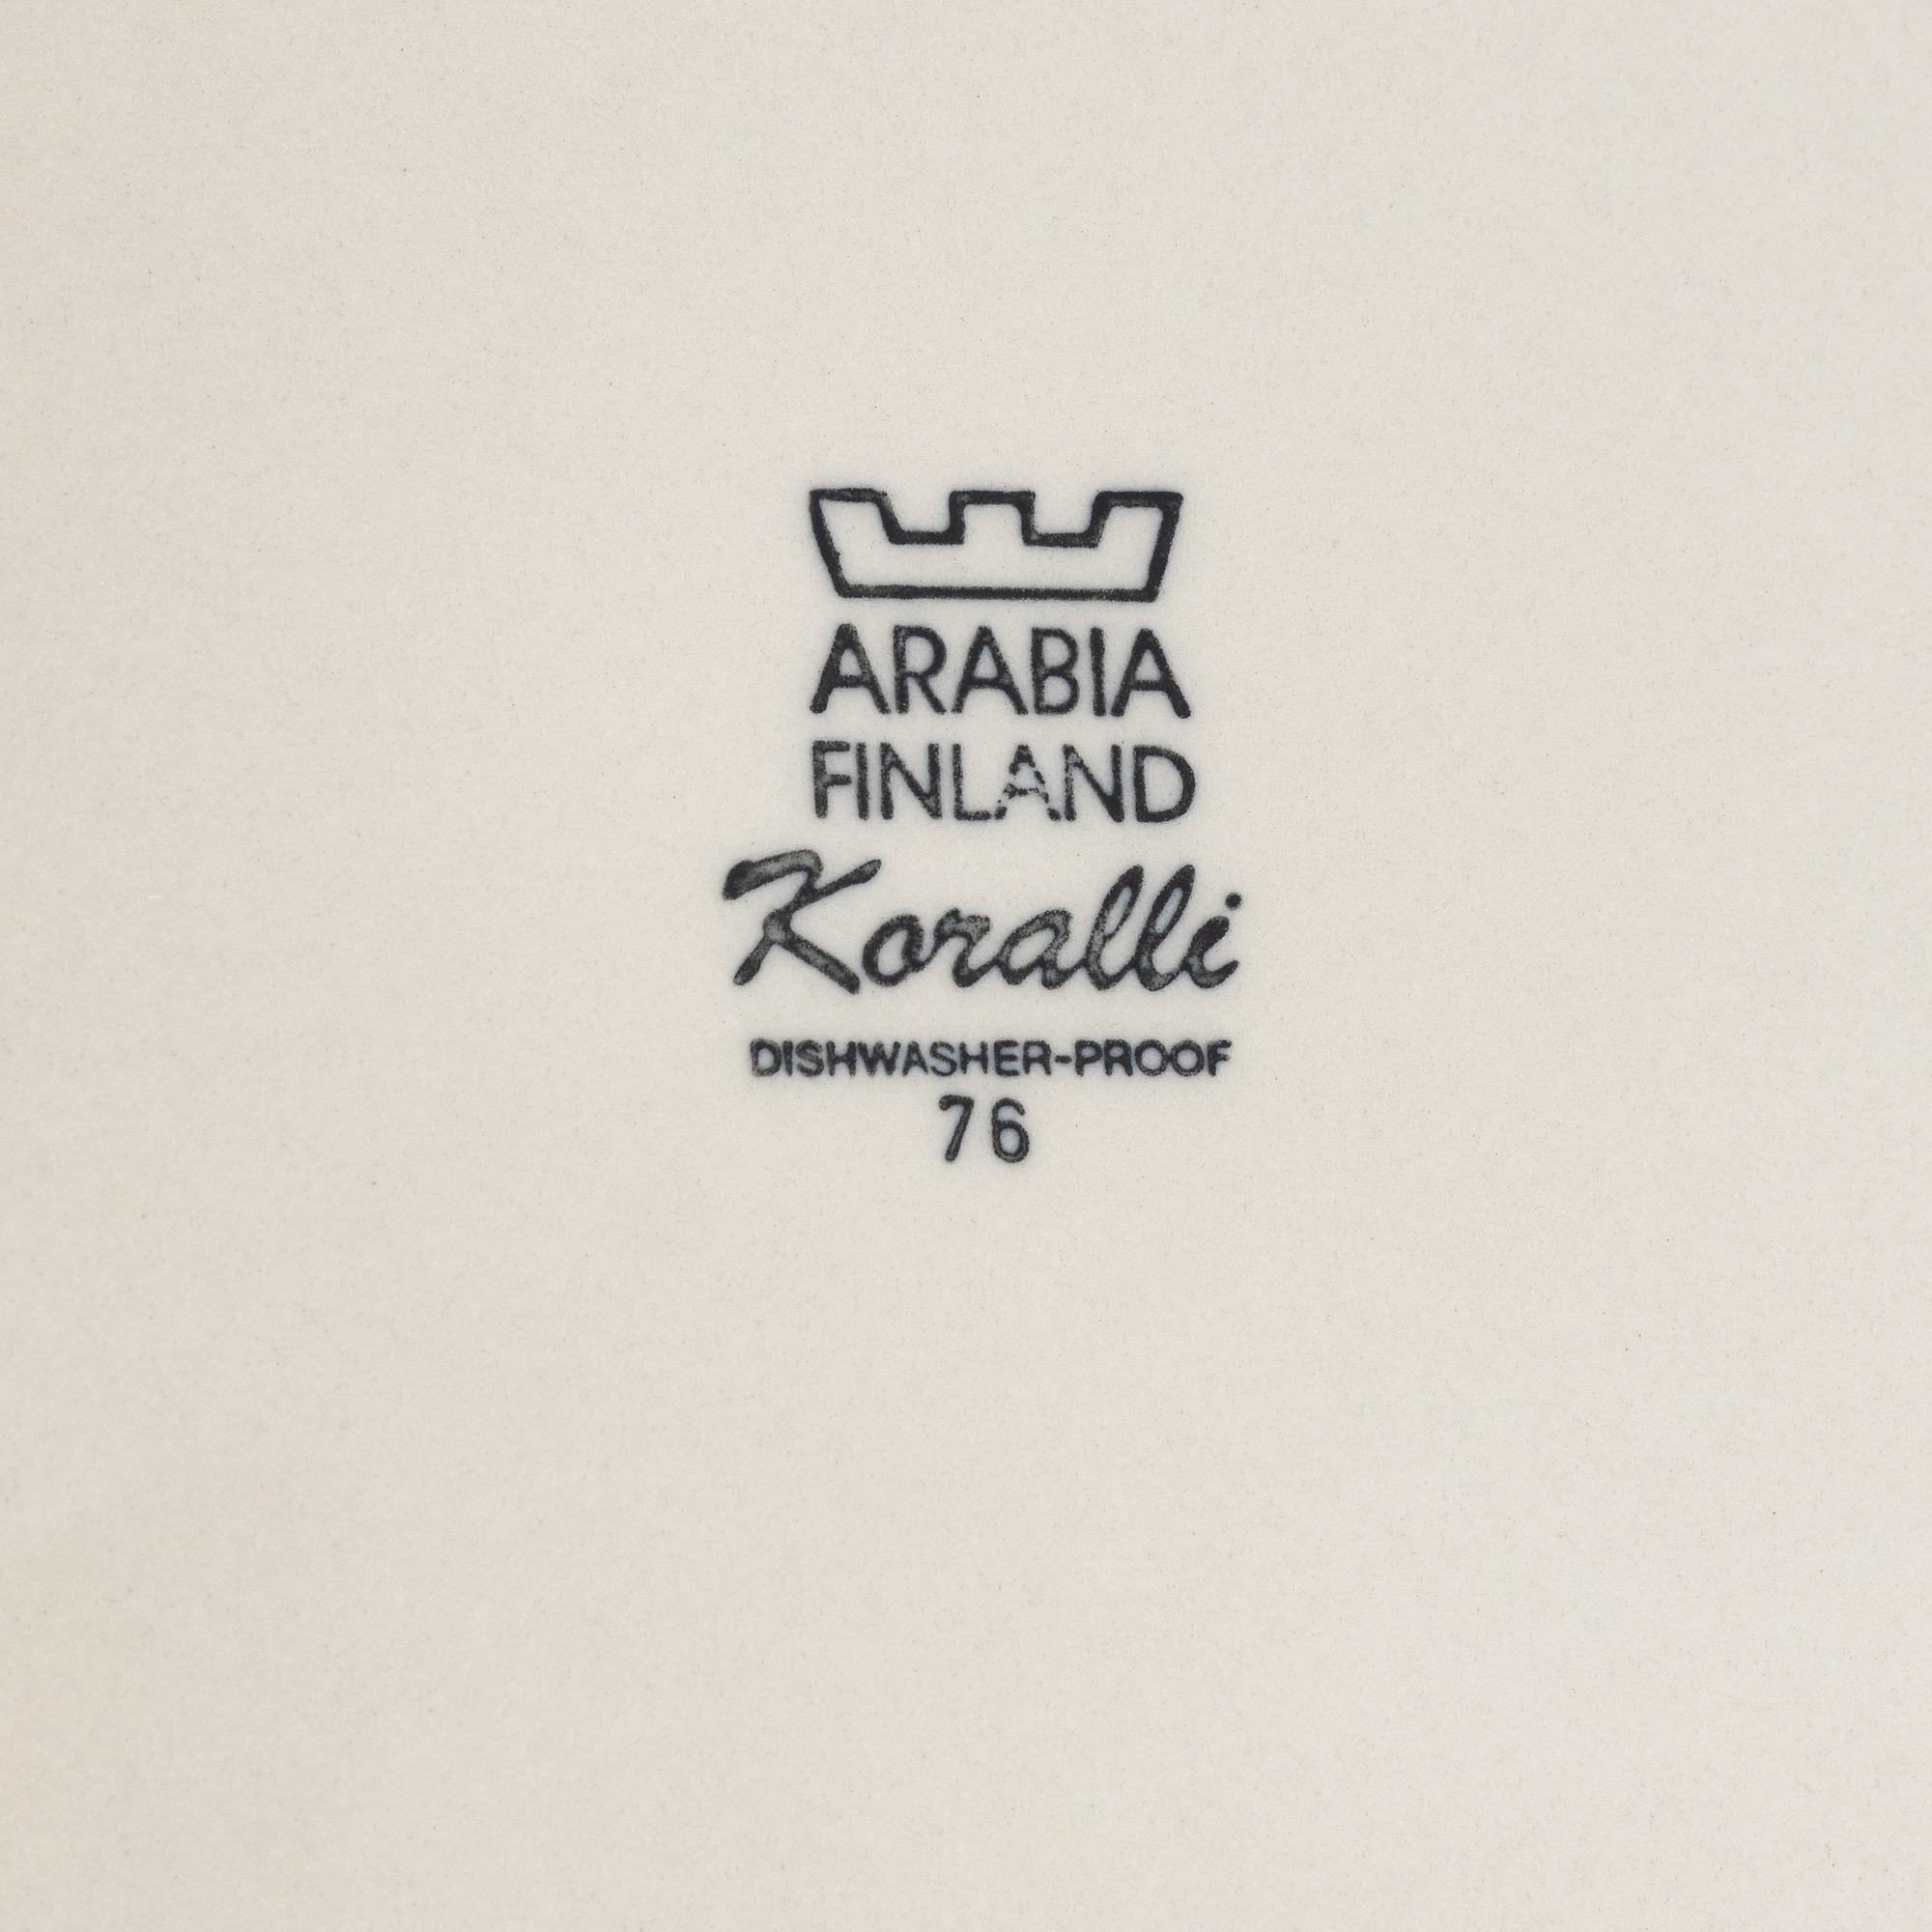 ARABIA
FINLAND
Koralli
DISHWASHER-PROOF
76